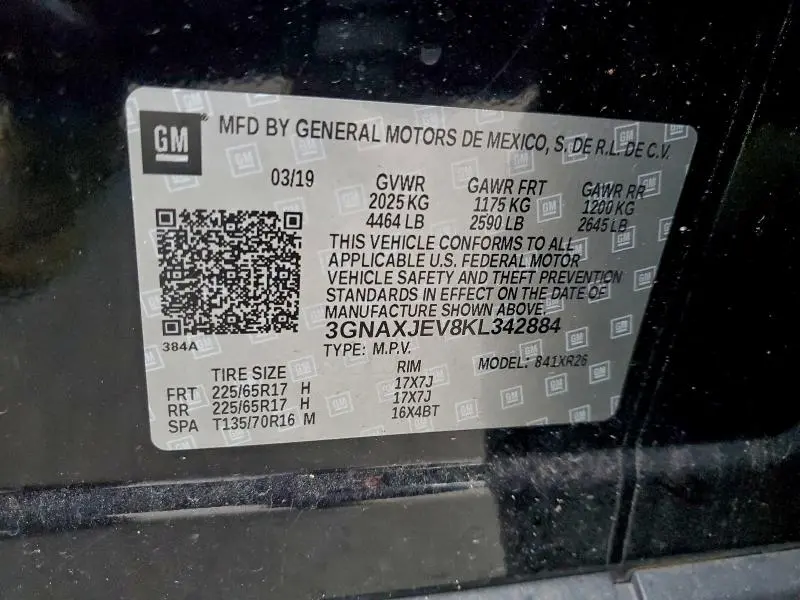 GM® MFD BY GENERAL MOTORS DE MEXICO, S. DE R.L. DE C.V.
03/19 GVWR GAWR FRT GAWR RR
2025 KG 1175 KG 1200 KG
4464 LB 2590 LB 2645 LB
THIS VEHICLE CONFORMS TO ALL
APPLICABLE U.S. FEDERAL MOTOR
VEHICLE SAFETY AND THEFT PREVENTION
STANDARDS IN EFFECT ON THE DATE OF
MANUFACTURE SHOWN ABOVE.
3GNAXJEV8KL342884
384A
TYPE: M.P.V. MODEL: 841XR26
TIRE SIZE RIM
FRT 225/65R17 H 17X7J
RR 225/65R17 H 17X7J
SPA T135/70R16 M 16X4BT